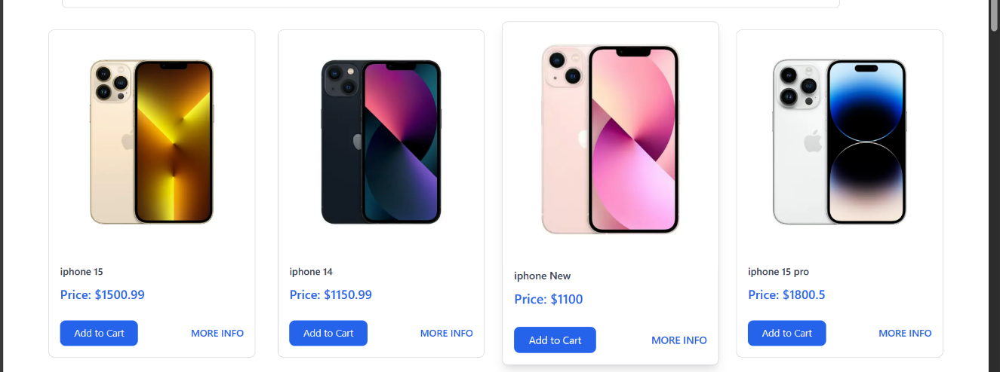 iphone 15
Price: $1500.99
Add to Cart
MORE INFO
iphone 14
Price: $1150.99
Add to Cart
MORE INFO
iphone New
Price: $1100
Add to Cart
MORE INFO
iphone 15 pro
Price: $1800.5
Add to Cart
MORE INFO